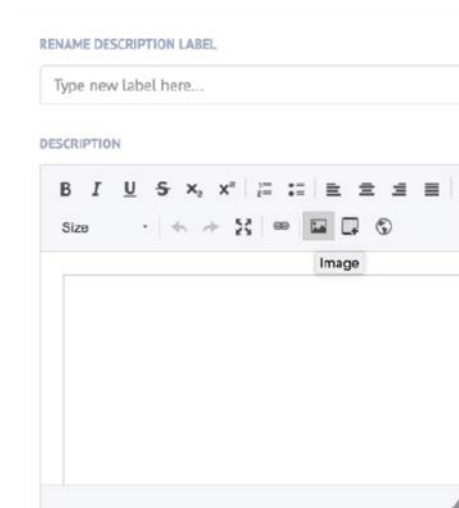 RENAME DESCRIPTION LABEL
Type new label here...
DESCRIPTION
B I U S x₂ x²
Size
Image